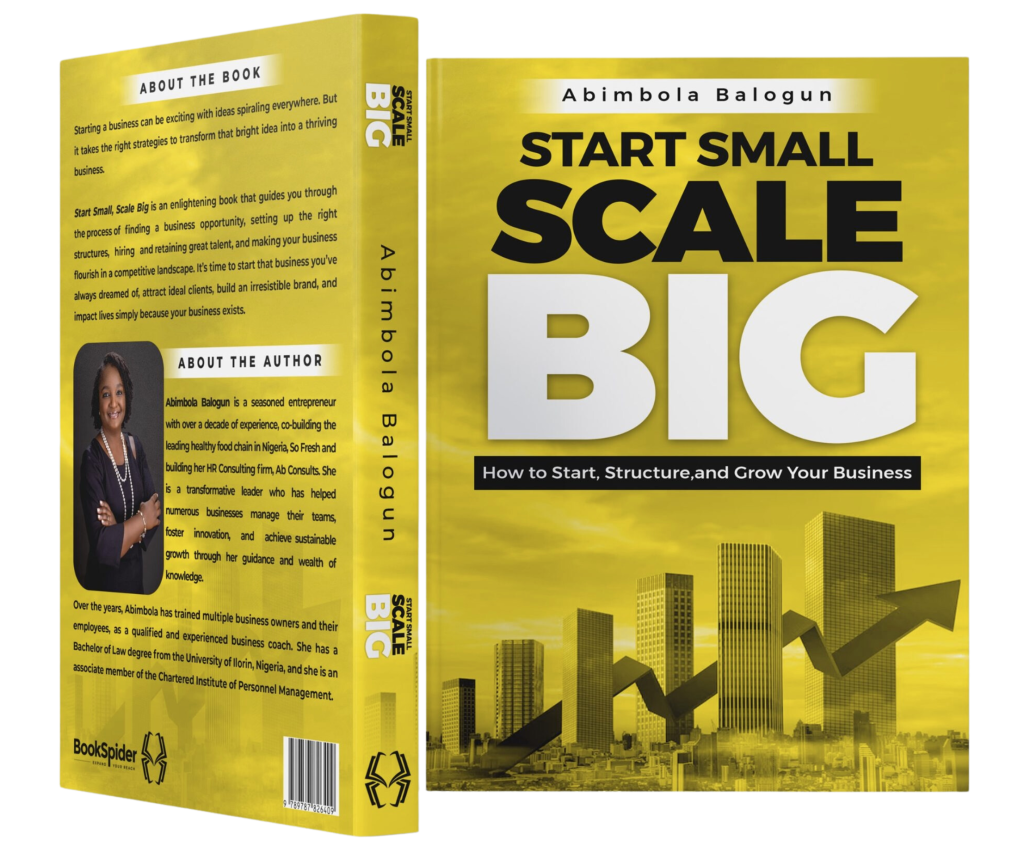 ABOUT THE BOOK
Starting a business can be exciting with ideas spiraling everywhere. But
it takes the right strategies to transform that bright idea into a thriving
business.
Start Small, Scale Big is an enlightening book that guides you through
the process of finding a business opportunity, setting up the right
structures, hiring and retaining great talent, and making your business
flourish in a competitive landscape. It's time to start that business you've
always dreamed of, attract ideal clients, build an irresistible brand, and
impact lives simply because your business exists.
ABOUT THE AUTHOR
Abimbola Balogun is a seasoned entrepreneur
with over a decade of experience, co-building the
leading healthy food chain in Nigeria, So Fresh and
building her HR Consulting firm, Ab Consults. She
is a transformative leader who has helped
numerous businesses manage their teams,
foster innovation, and achieve sustainable
growth through her guidance and wealth of
knowledge.
Over the years, Abimbola has trained multiple business owners and their
employees, as a qualified and experienced business coach. She has a
Bachelor of Law degree from the University of Ilorin, Nigeria, and she is an
associate member of the Chartered Institute of Personnel Management.
BookSpider
BEYOND YOUR REACH
9 789787 826409
START SMALL
SCALE
BIG
Abimbola Balogun
START SMALL
SCALE
BIG
Abimbola Balogun
START SMALL
SCALE
BIG
How to Start, Structure,and Grow Your Business